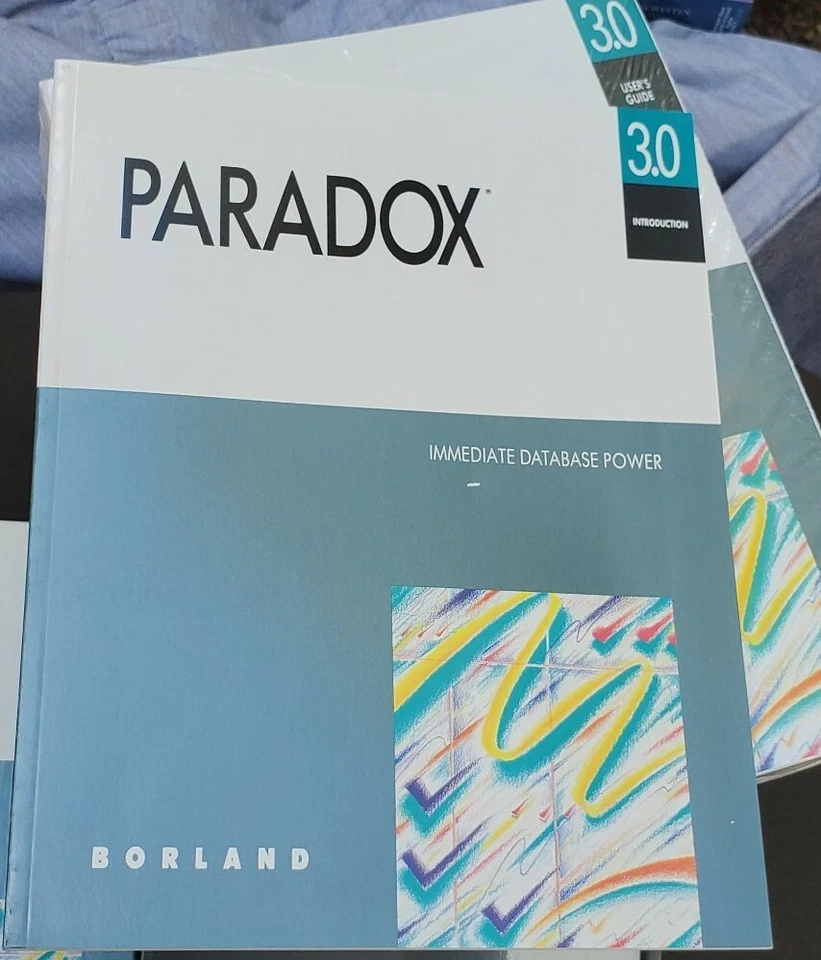 3.0
USER'S
GUIDE
3.0
INTRODUCTION
PARADOX®
IMMEDIATE DATABASE POWER
BORLAND